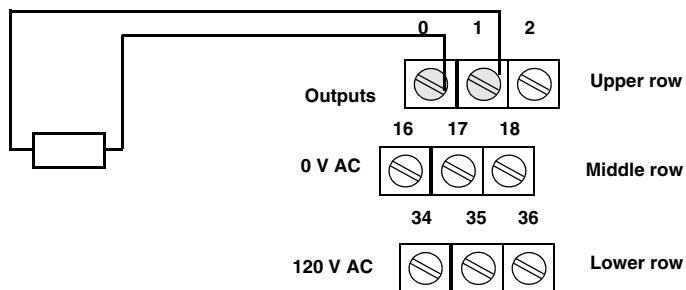 0 1 2
Outputs Upper row
16 17 18
0 V AC Middle row
34 35 36
120 V AC Lower row